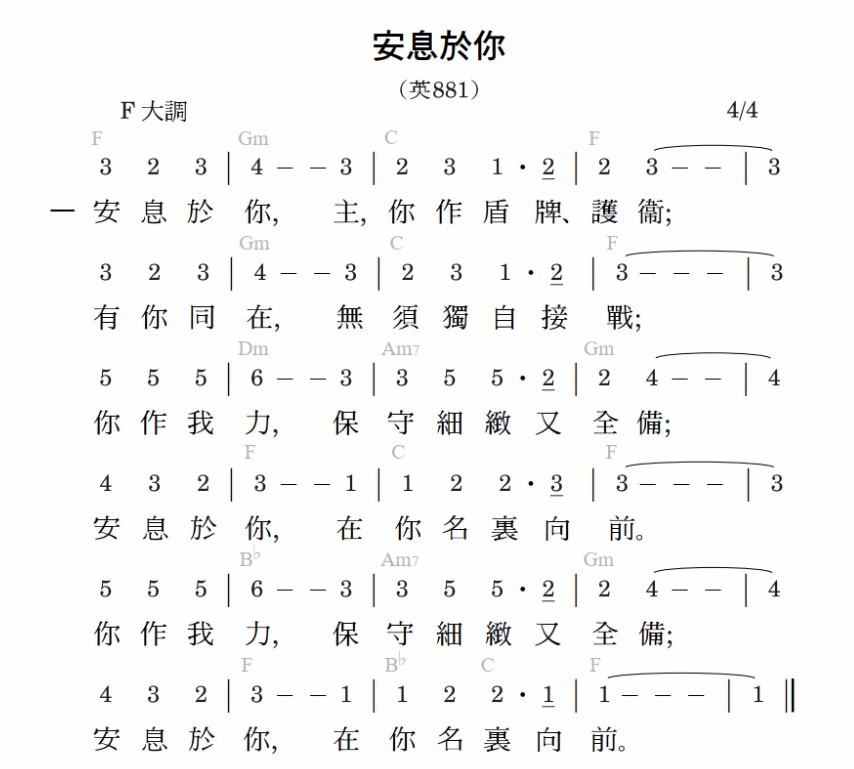 安息於你
（英881）
F 大調 4/4
F Gm C F
3 2 3 | 4 – – 3 | 2 3 1 · 2 | 2 3 – – | 3
一 安 息 於 你, 主, 你 作 盾 牌、護 衞;
Gm C F
3 2 3 | 4 – – 3 | 2 3 1 · 2 | 3 – – – | 3
有 你 同 在, 無 須 獨 自 接 戰;
Dm Am7 Gm
5 5 5 | 6 – – 3 | 3 5 5 · 2 | 2 4 – – | 4
你 作 我 力, 保 守 細 緻 又 全 備;
F C F
4 3 2 | 3 – – 1 | 1 2 2 · 3 | 3 – – – | 3
安 息 於 你, 在 你 名 裏 向 前。
B♭ Am7 Gm
5 5 5 | 6 – – 3 | 3 5 5 · 2 | 2 4 – – | 4
你 作 我 力, 保 守 細 緻 又 全 備;
F B♭ C F
4 3 2 | 3 – – 1 | 1 2 2 · 1 | 1 – – – | 1 ‖
安 息 於 你, 在 你 名 裏 向 前。